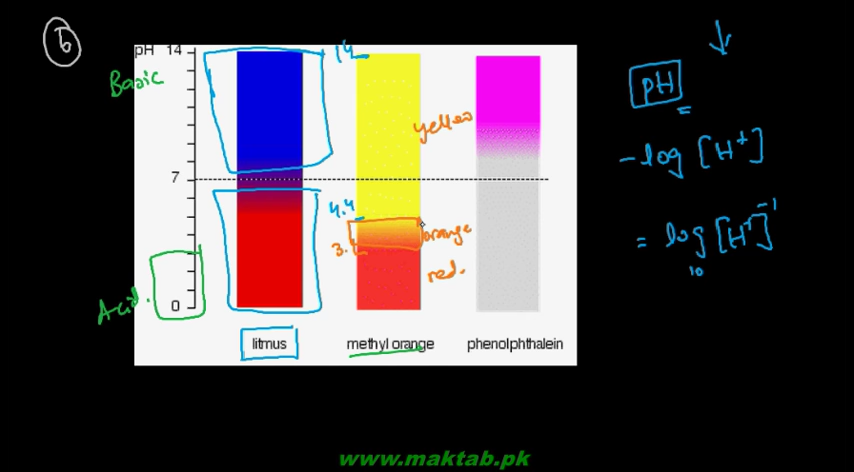 6
pH 14
Basic
14
yellow
7
4.4
orange
3.
red.
Acid.
0
litmus methyl orange phenolphthalein
pH
-log [H+]
= log10 [H+]-1
www.maktab.pk